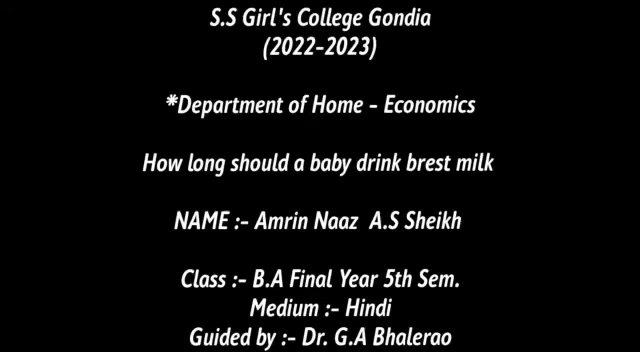 S.S Girl's College Gondia
(2022-2023)
*Department of Home - Economics
How long should a baby drink brest milk
NAME :- Amrin Naaz A.S Sheikh
Class :- B.A Final Year 5th Sem.
Medium :- Hindi
Guided by :- Dr. G.A Bhalerao